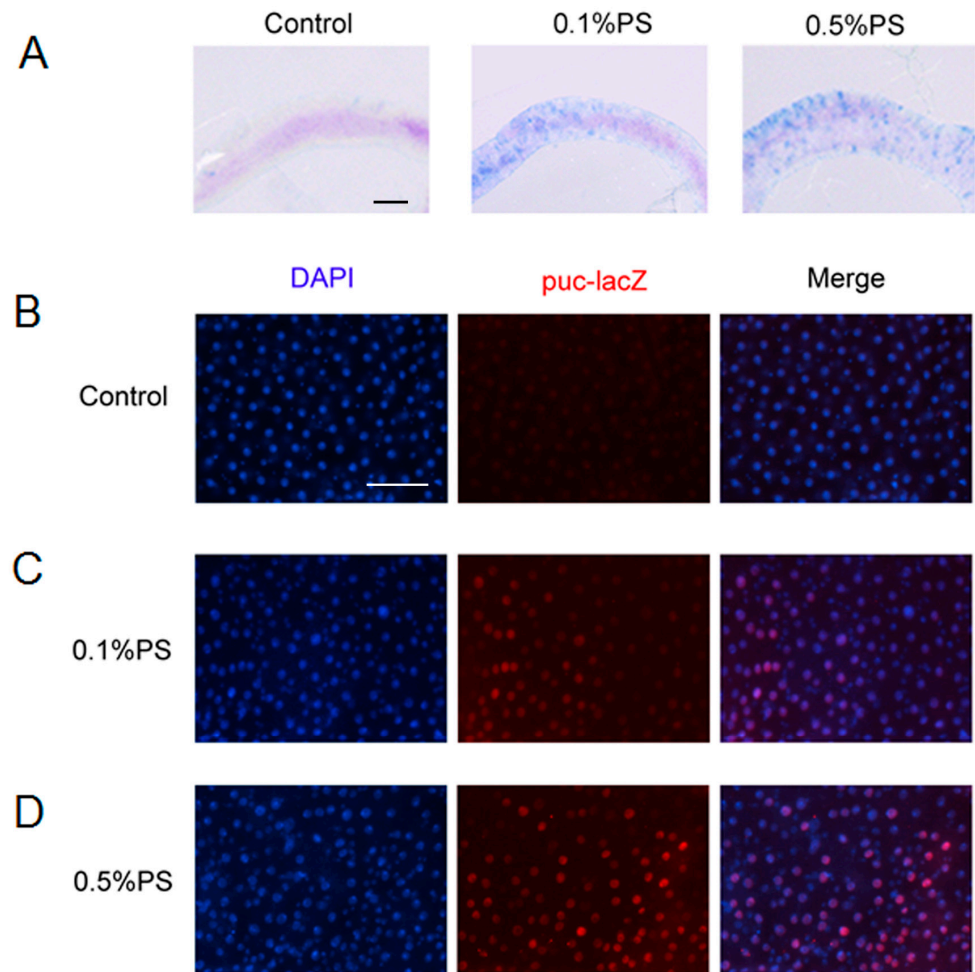 A
Control 0.1%PS 0.5%PS
DAPI puc-lacZ Merge
B
Control
C
0.1%PS
D
0.5%PS